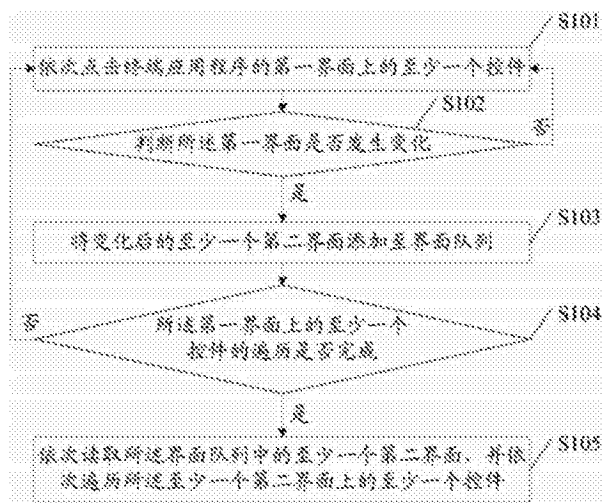 S101
依次点击终端应用程序的第一界面上的至少一个控件
S102
判断所述第一界面是否发生变化
否
是
S103
将变化后的至少一个第二界面添加至界面队列
S104
否
所述第一界面上的至少一个
控件的遍历是否完成
是
S105
依次读取所述界面队列中的至少一个第二界面，并依
次遍历所述至少一个第二界面上的至少一个控件